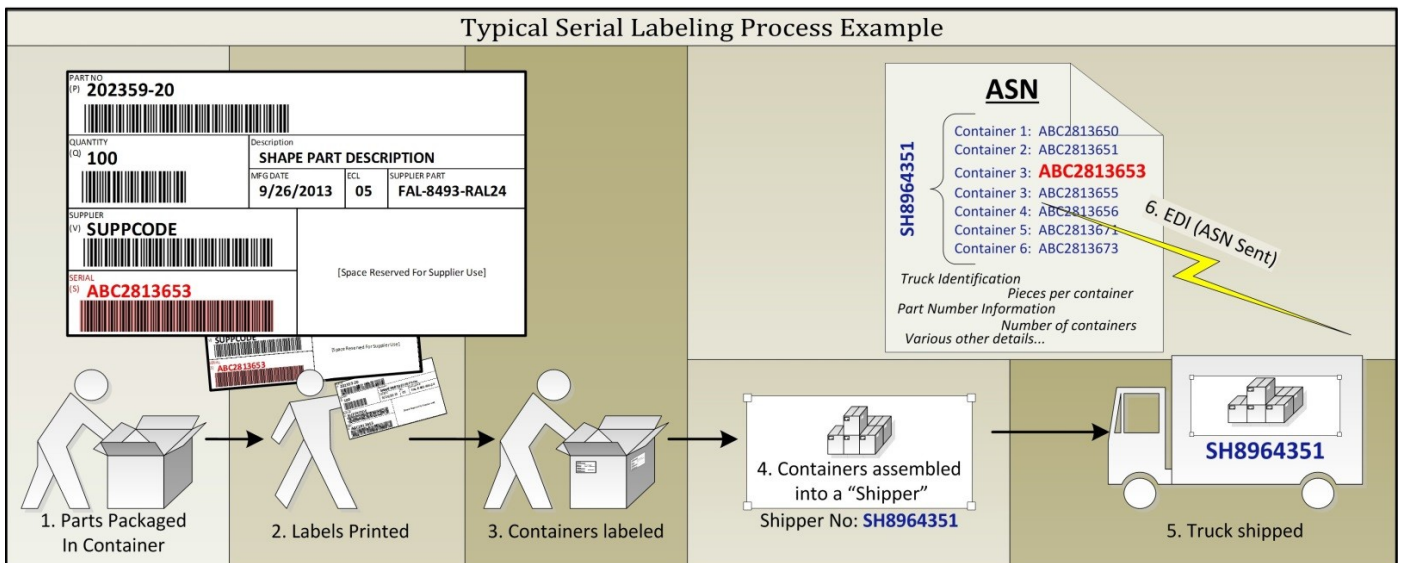 Typical Serial Labeling Process Example
PART NO
(P) 202359-20
QUANTITY
(Q) 100
Description
SHAPE PART DESCRIPTION
MFG DATE
9/26/2013
ECL
05
SUPPLIER PART
FAL-8493-RAL24
SUPPLIER
(V) SUPPCODE
SERIAL
(S) ABC2813653
[Space Reserved For Supplier Use]
SUPPCODE
[Space Reserved For Supplier Use]
ABC2813653
ASN
SH8964351
Container 1: ABC2813650
Container 2: ABC2813651
Container 3: ABC2813653
Container 3: ABC2813655
Container 4: ABC2813656
Container 5: ABC2813671
Container 6: ABC2813673
Truck Identification
Pieces per container
Part Number Information
Number of containers
Various other details...
6. EDI (ASN Sent)
1. Parts Packaged
In Container
2. Labels Printed
3. Containers labeled
4. Containers assembled
into a “Shipper”
Shipper No: SH8964351
SH8964351
5. Truck shipped